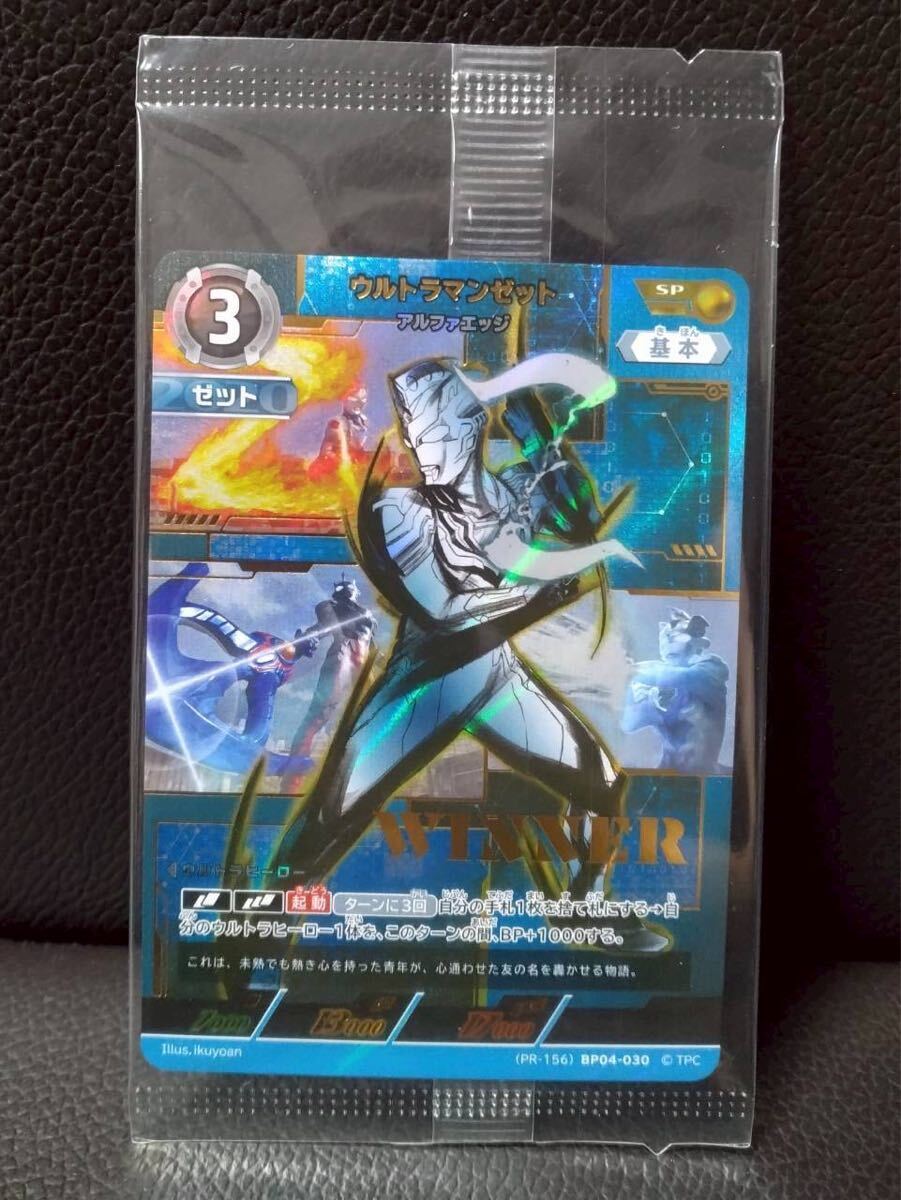 3
ウルトラマンゼット
アルファエッジ
SP
きほん
基本
ゼット
WINNER
ウルトラヒーロー
きどう
起動 ターンに3回 自分の手札1枚を捨て札にする→自
分のウルトラヒーロー1体を、このターンの間、BP+1000する。
これは、未熟でも熱き心を持った青年が、心通わせた友の名を轟かせる物語。
7000
13000
17000
Illus.ikuyoan
(PR-156) BP04-030 © TPC